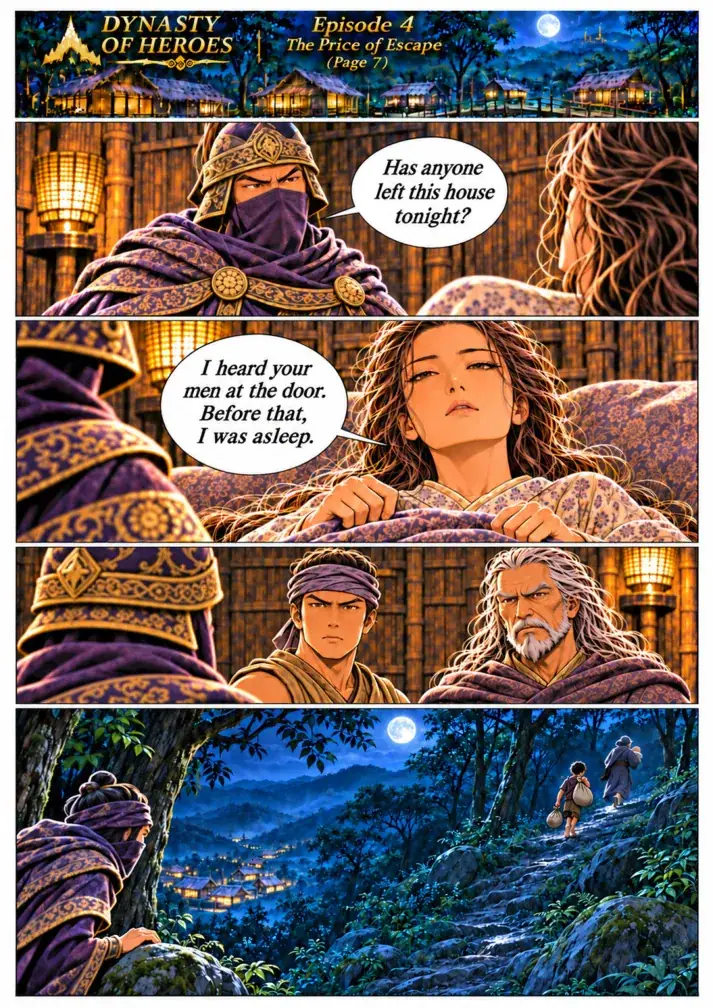 DYNASTY
OF HEROES
Episode 4
The Price of Escape
(Page 7)
Has anyone
left this house
tonight?
I heard your
men at the door.
Before that,
I was asleep.